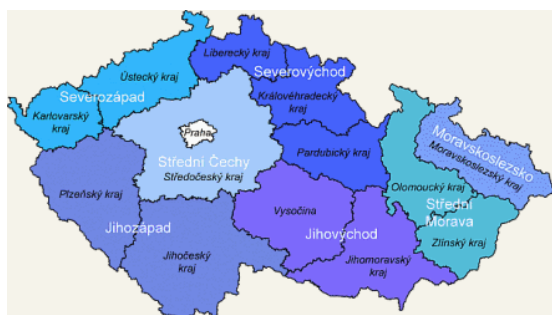 Liberecký kraj
Ústecký kraj
Severovýchod
Severozápad
Královéhradecký
kraj
Karlovarský
kraj
Praha
Moravskoslezsko
Střední Čechy
Pardubický kraj
Moravskoslezský kraj
Středočeský kraj
Olomoucký kraj
Plzeňský kraj
Střední
Morava
Vysočina
Jihozápad
Jihovýchod
Zlínský kraj
Jihočeský
kraj
Jihomoravský
kraj